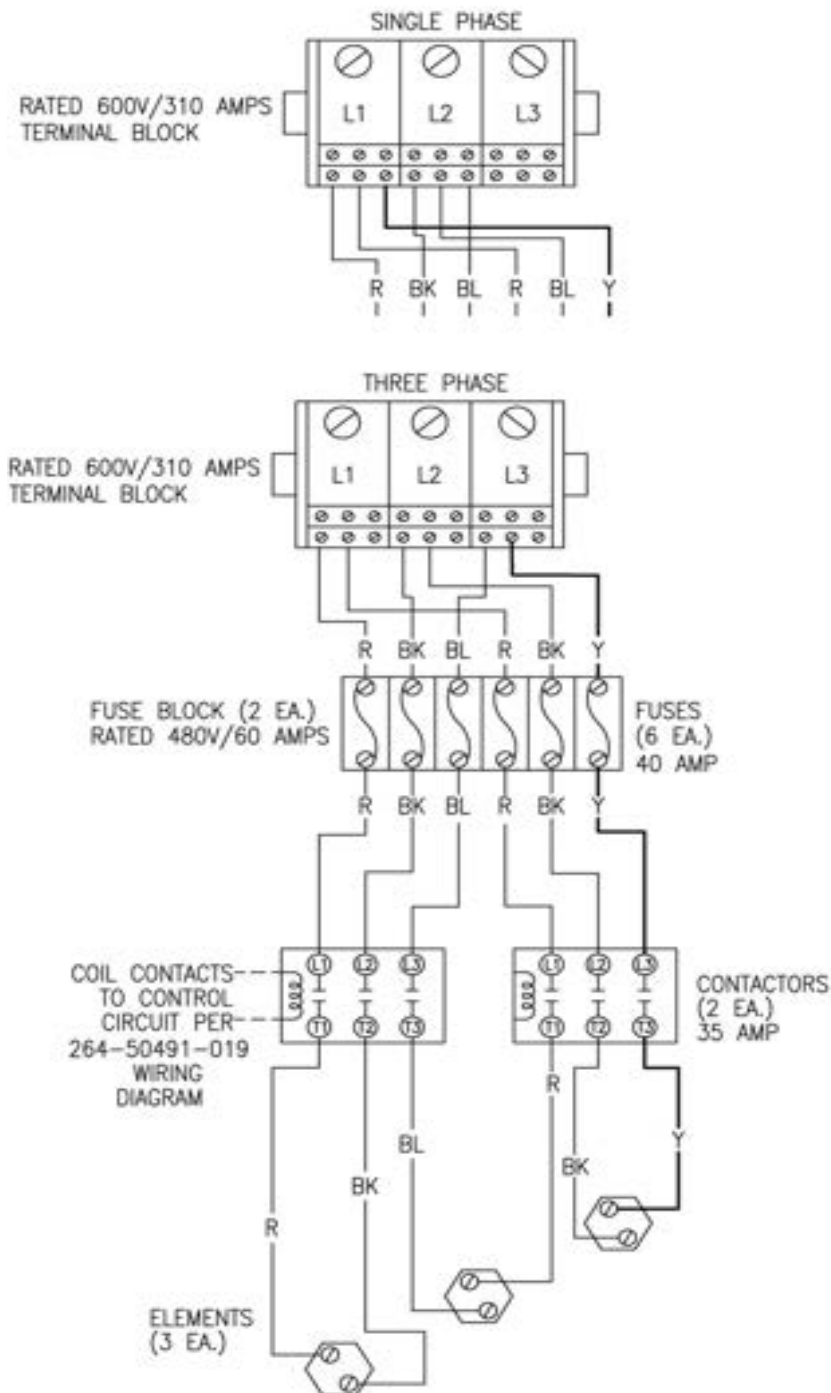 SINGLE PHASE
RATED 600V/310 AMPS
TERMINAL BLOCK
L1 L2 L3
R BK BL R BL Y
THREE PHASE
RATED 600V/310 AMPS
TERMINAL BLOCK
L1 L2 L3
R BK BL R BK Y
FUSE BLOCK (2 EA.)
RATED 480V/60 AMPS
FUSES
(6 EA.)
40 AMP
R BK BL R BK Y
L1 L2 L3 L1 L2 L3
COIL CONTACTS
TO CONTROL
CIRCUIT PER
264-50491-019
WIRING
DIAGRAM
CONTACTORS
(2 EA.)
35 AMP
T1 T2 T3 T1 T2 T3
R
Y
BL
BK
BK
R
ELEMENTS
(3 EA.)